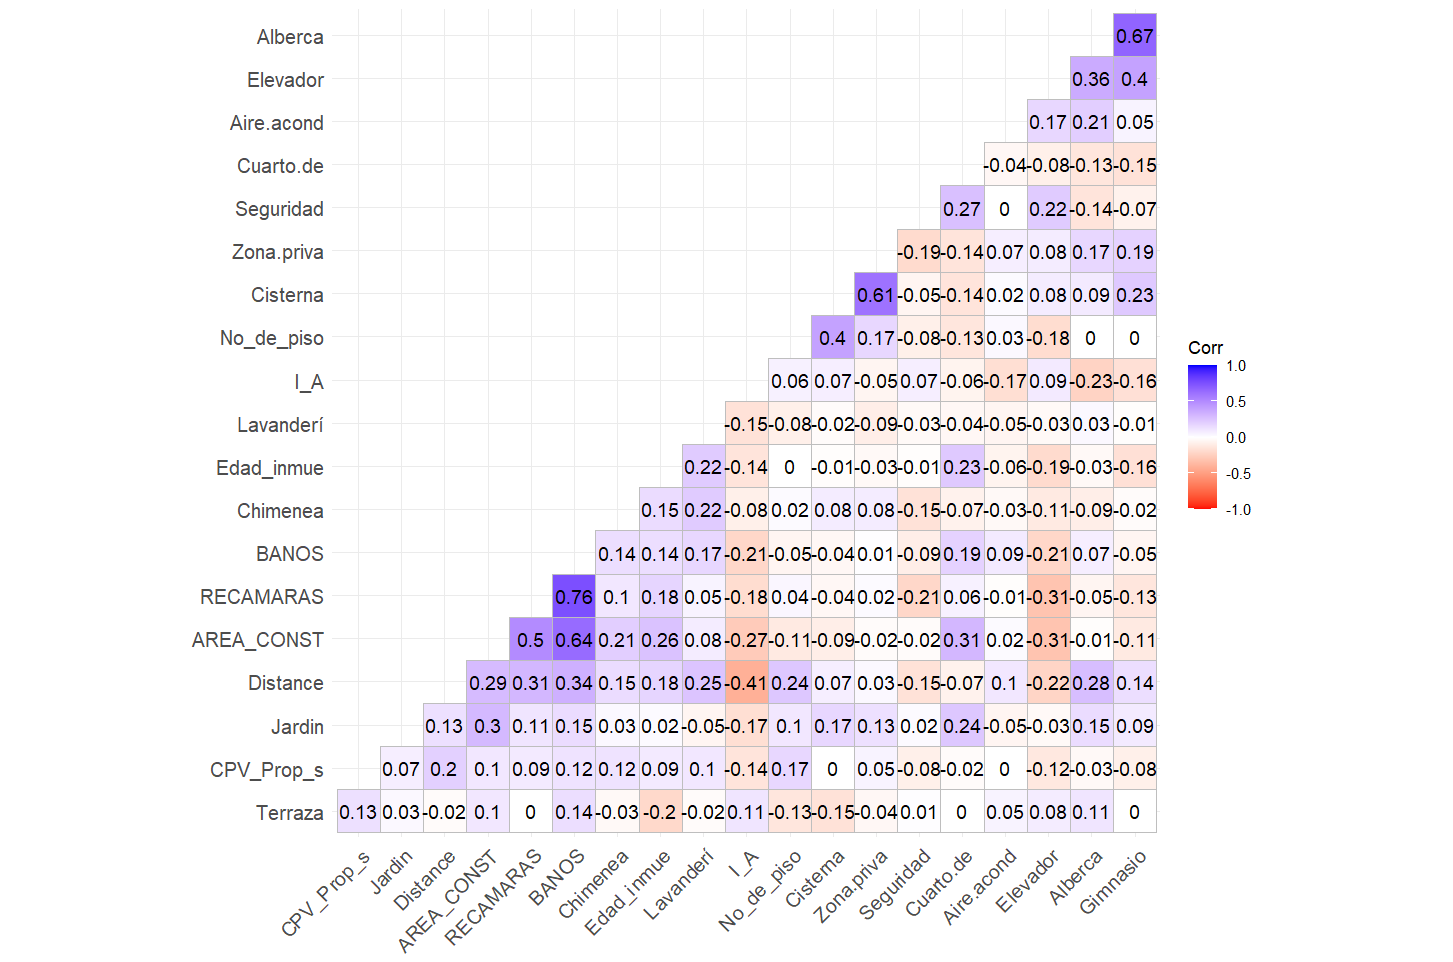 Alberca 0.67
Elevador 0.36 0.4
Aire.acond 0.17 0.21 0.05
Cuarto.de -0.04 -0.08 -0.13 -0.15
Seguridad 0.27 0 0.22 -0.14 -0.07
Zona.priva -0.19 -0.14 0.07 0.08 0.17 0.19
Cisterna 0.61 -0.05 -0.14 0.02 0.08 0.09 0.23
No_de_piso 0.4 0.17 -0.08 -0.13 0.03 -0.18 0 0
I_A 0.06 0.07 -0.05 0.07 -0.06 -0.17 0.09 -0.23 -0.16
Lavanderí -0.15 -0.08 -0.02 -0.09 -0.03 -0.04 -0.05 -0.03 0.03 -0.01
Edad_inmue 0.22 -0.14 0 -0.01 -0.03 -0.01 0.23 -0.06 -0.19 -0.03 -0.16
Chimenea 0.15 0.22 -0.08 0.02 0.08 0.08 -0.15 -0.07 -0.03 -0.11 -0.09 -0.02
BANOS 0.14 0.14 0.17 -0.21 -0.05 -0.04 0.01 -0.09 0.19 0.09 -0.21 0.07 -0.05
RECAMARAS 0.76 0.1 0.18 0.05 -0.18 0.04 -0.04 0.02 -0.21 0.06 -0.01 -0.31 -0.05 -0.13
AREA_CONST 0.5 0.64 0.21 0.26 0.08 -0.27 -0.11 -0.09 -0.02 -0.02 0.31 0.02 -0.31 -0.01 -0.11
Distance 0.29 0.31 0.34 0.15 0.18 0.25 -0.41 0.24 0.07 0.03 -0.15 -0.07 0.1 -0.22 0.28 0.14
Jardin 0.13 0.3 0.11 0.15 0.03 0.02 -0.05 -0.17 0.1 0.17 0.13 0.02 0.24 -0.05 -0.03 0.15 0.09
CPV_Prop_s 0.07 0.2 0.1 0.09 0.12 0.12 0.09 0.1 -0.14 0.17 0 0.05 -0.08 -0.02 0 -0.12 -0.03 -0.08
Terraza 0.13 0.03 -0.02 0.1 0 0.14 -0.03 -0.2 -0.02 0.11 -0.13 -0.15 -0.04 0.01 0 0.05 0.08 0.11 0
CPV_Prop_s
Jardin
Distance
AREA_CONST
RECAMARAS
BANOS
Chimenea
Edad_inmue
Lavanderí
I_A
No_de_piso
Cisterna
Zona.priva
Seguridad
Cuarto.de
Aire.acond
Elevador
Alberca
Gimnasio
Corr
1.0
0.5
0.0
-0.5
-1.0